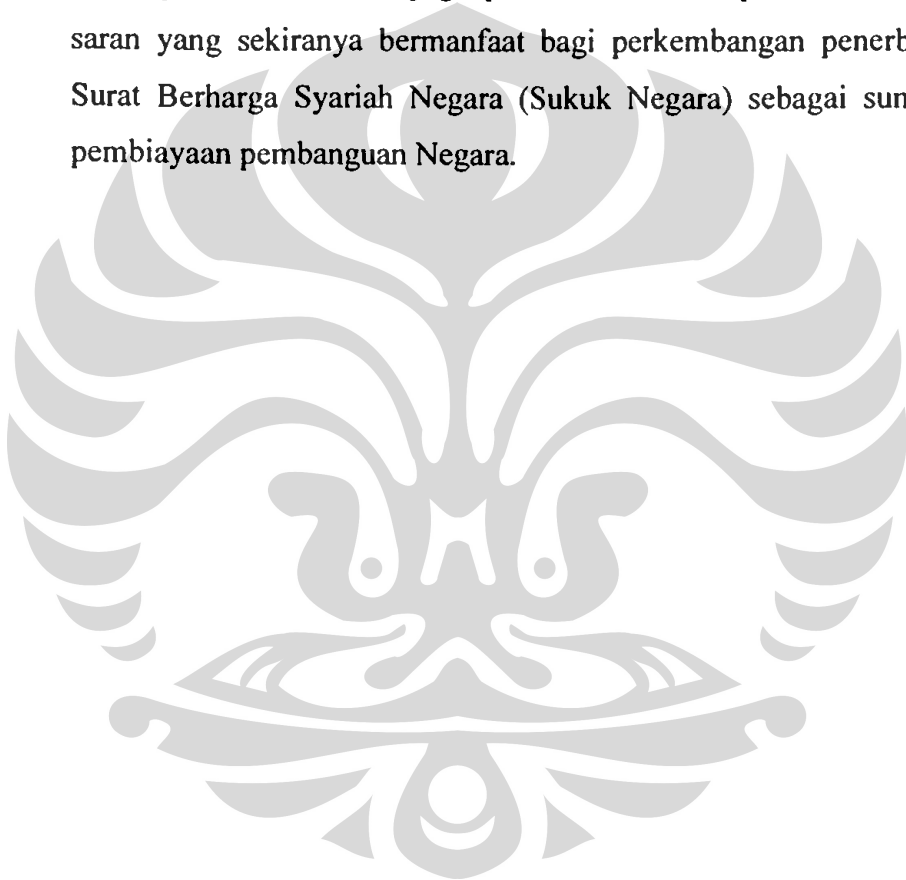 saran yang sekiranya bermanfaat bagi perkembangan penerb
Surat Berharga Syariah Negara (Sukuk Negara) sebagai sun
pembiayaan pembanguan Negara.